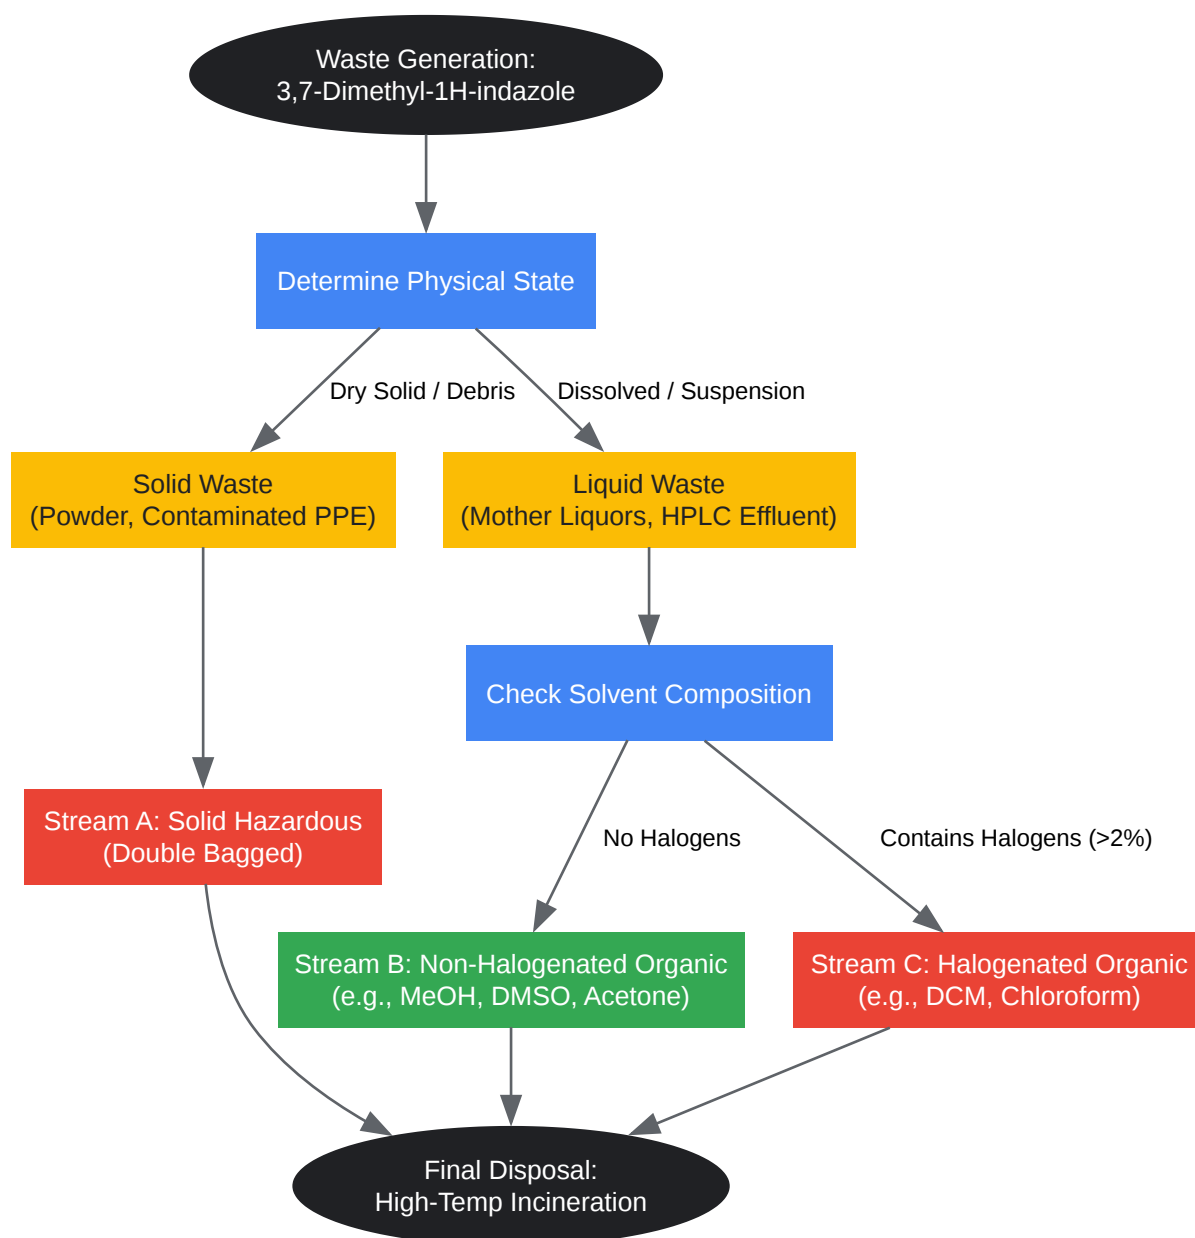 Waste Generation:
3,7-Dimethyl-1H-indazole
Determine Physical State
Dry Solid / Debris
Dissolved / Suspension
Solid Waste
(Powder, Contaminated PPE)
Liquid Waste
(Mother Liquors, HPLC Effluent)
Check Solvent Composition
Stream A: Solid Hazardous
(Double Bagged)
No Halogens
Contains Halogens (>2%)
Stream B: Non-Halogenated Organic
(e.g., MeOH, DMSO, Acetone)
Stream C: Halogenated Organic
(e.g., DCM, Chloroform)
Final Disposal:
High-Temp Incineration